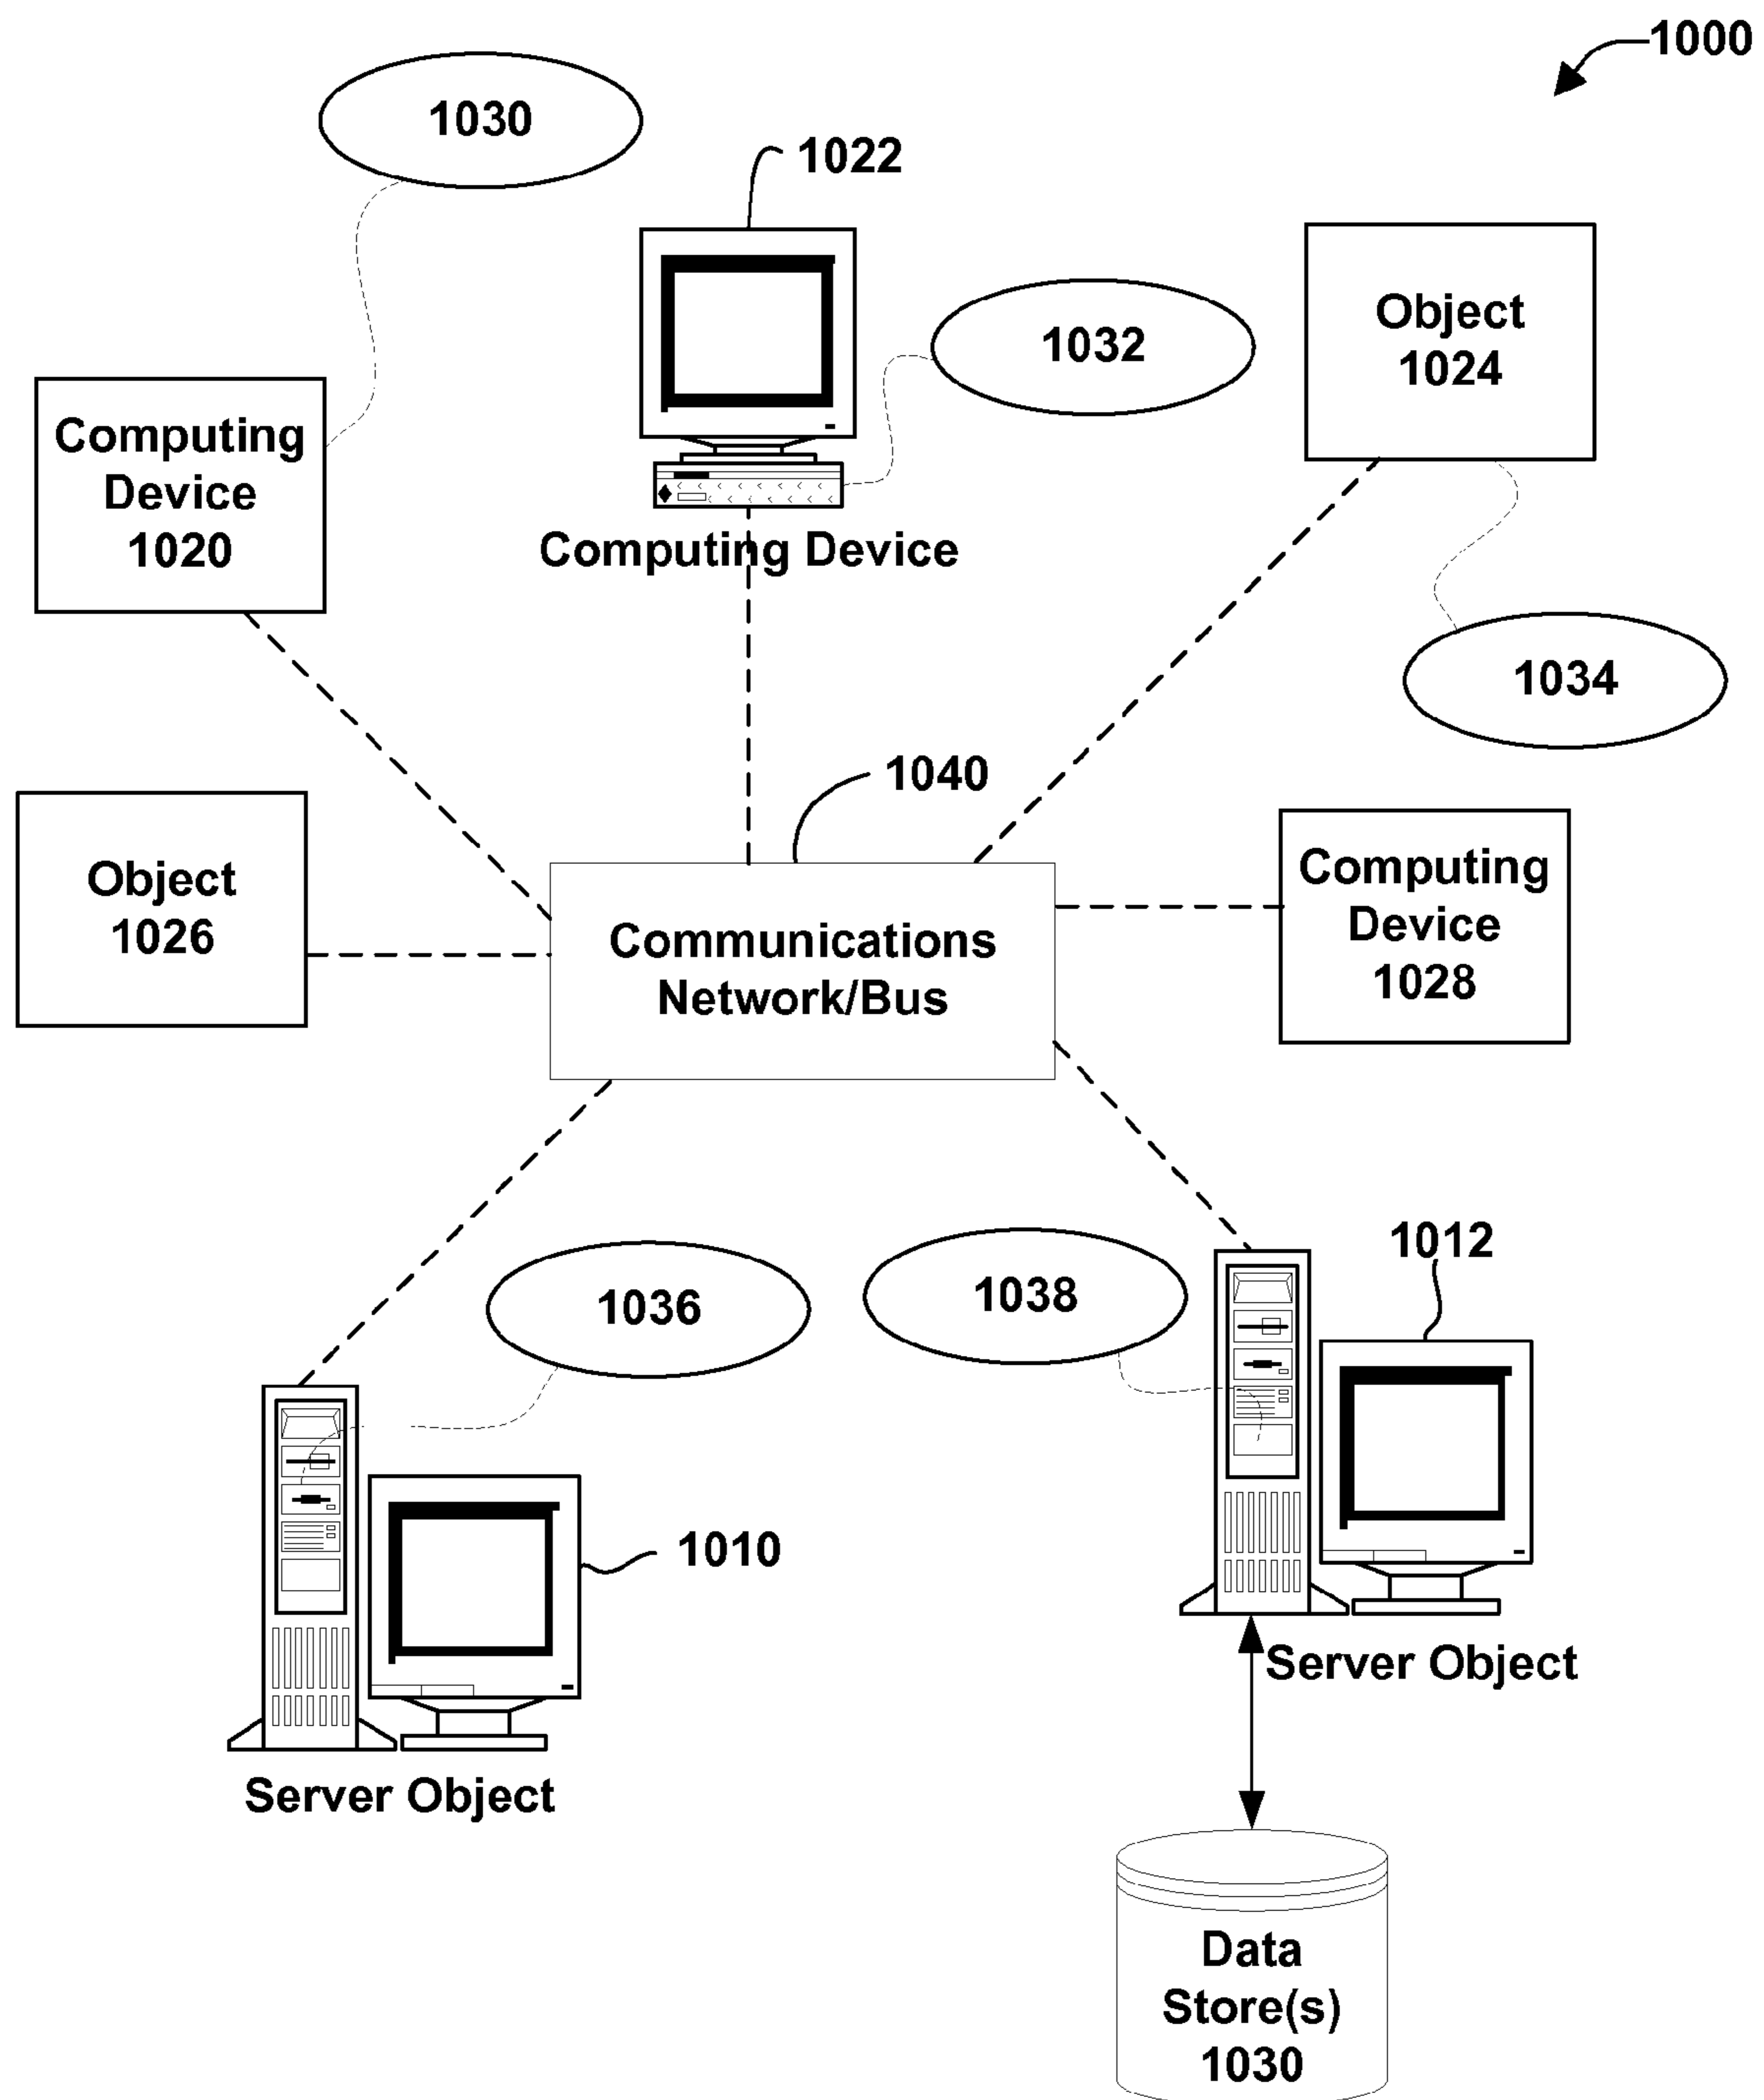 1000
1030
1022
1032
Object
1024
Computing
Device
1020
Computing Device
1034
1040
Object
1026
Communications
Network/Bus
Computing
Device
1028
1036
1038
1012
1010
Server Object
Server Object
Data
Store(s)
1030